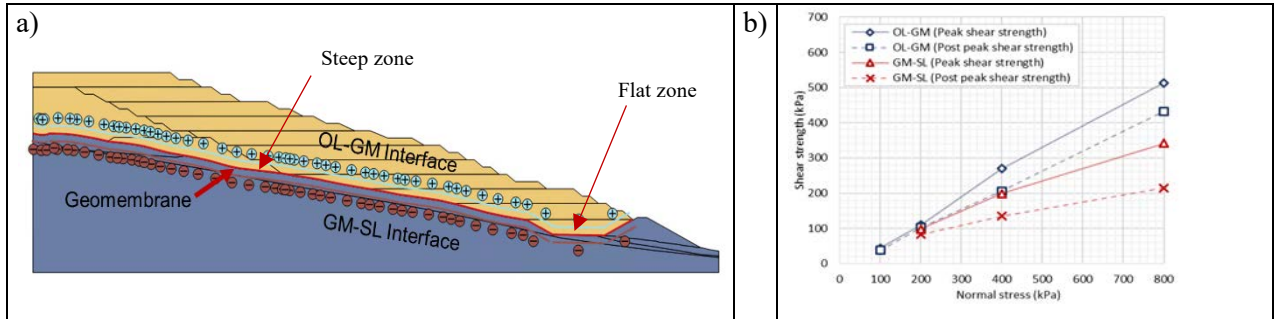 a)
Steep zone
Flat zone
OL-GM Interface
Geomembrane
GM-SL Interface
b)
700
600
500
400
300
200
100
0
Shear strength (kPa)
OL-GM (Peak shear strength)
OL-GM (Post peak shear strength)
GM-SL (Peak shear strength)
GM-SL (Post peak shear strength)
0 100 200 300 400 500 600 700 800
Normal stress (kPa)